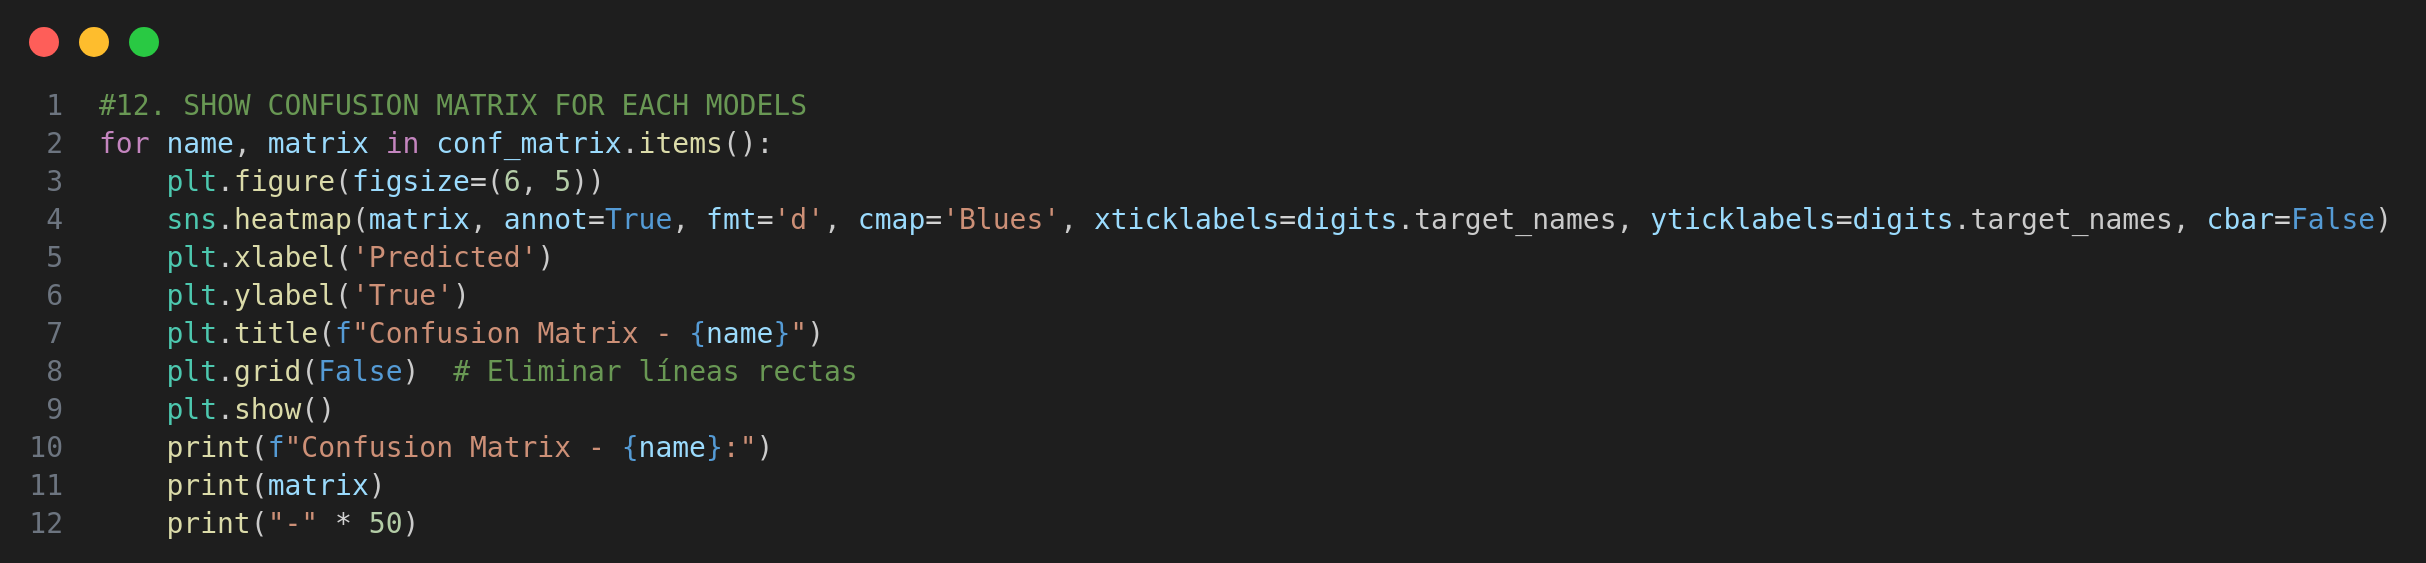 1 #12. SHOW CONFUSION MATRIX FOR EACH MODELS
2 for name, matrix in conf_matrix.items():
3     plt.figure(figsize=(6, 5))
4     sns.heatmap(matrix, annot=True, fmt='d', cmap='Blues', xticklabels=digits.target_names, yticklabels=digits.target_names, cbar=False)
5     plt.xlabel('Predicted')
6     plt.ylabel('True')
7     plt.title(f"Confusion Matrix - {name}")
8     plt.grid(False)  # Eliminar líneas rectas
9     plt.show()
10     print(f"Confusion Matrix - {name}:")
11     print(matrix)
12     print("-" * 50)